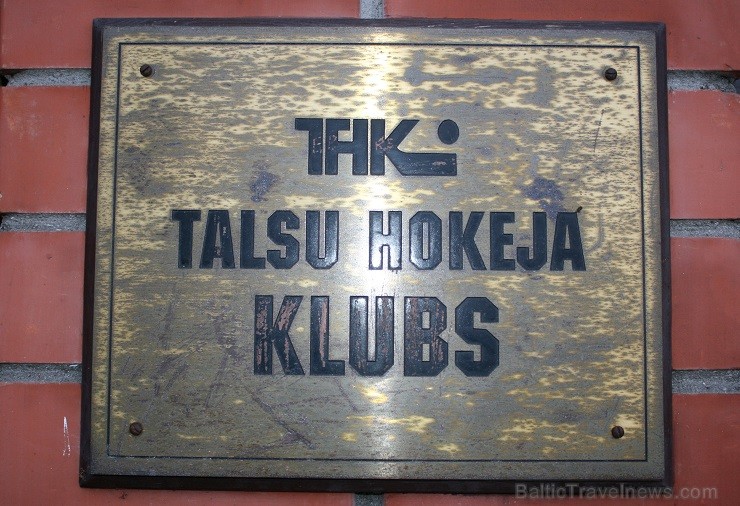 THK
TALSU HOKEJA
KLUBS
BalticTravelnews.com